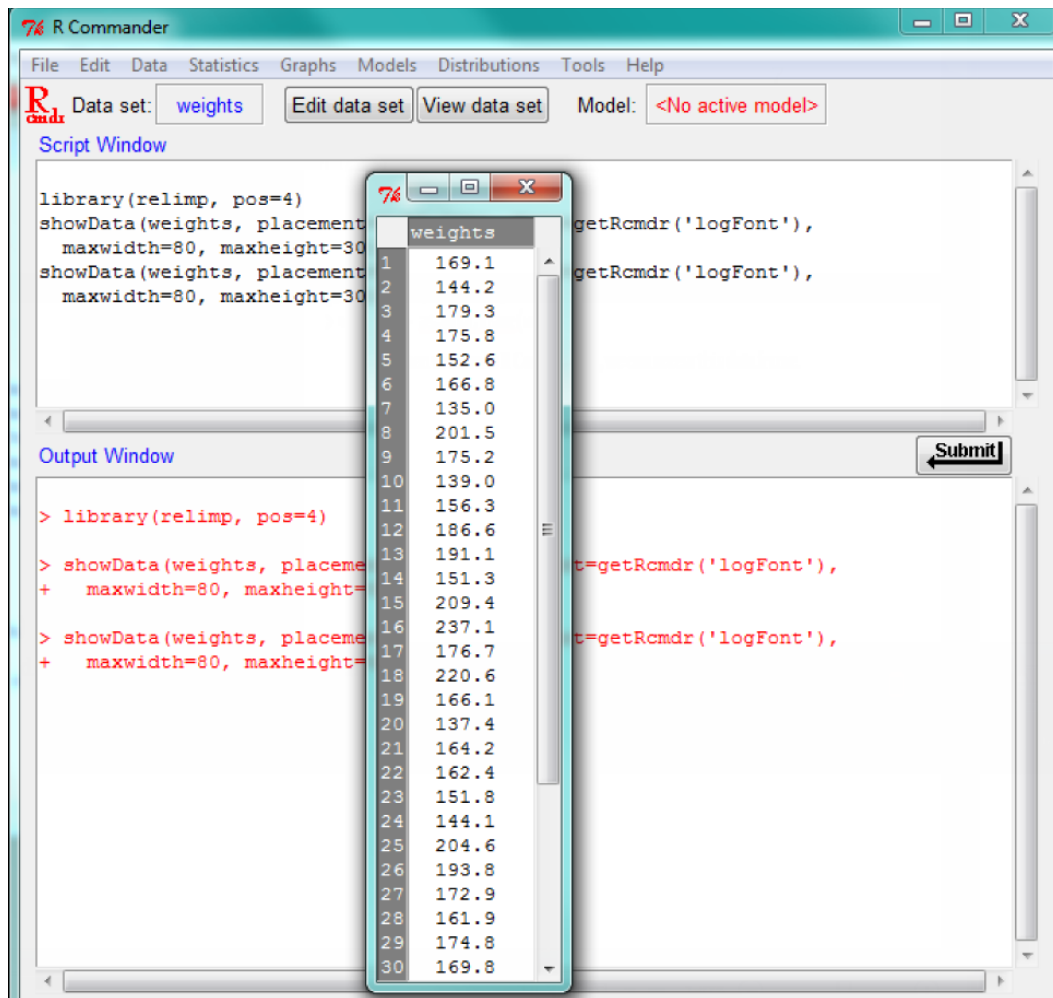 R Commander
File Edit Data Statistics Graphs Models Distributions Tools Help
R cmdr Data set: weights Edit data set View data set Model: <No active model>
Script Window
library(relimp, pos=4)
showData(weights, placement getRcmdr('logFont'),
maxwidth=80, maxheight=30
showData(weights, placement getRcmdr('logFont'),
maxwidth=80, maxheight=30
Output Window
Submit
> library(relimp, pos=4)
> showData(weights, placeme t=getRcmdr('logFont'),
+ maxwidth=80, maxheight=
> showData(weights, placeme t=getRcmdr('logFont'),
+ maxwidth=80, maxheight=
weights
1 169.1
2 144.2
3 179.3
4 175.8
5 152.6
6 166.8
7 135.0
8 201.5
9 175.2
10 139.0
11 156.3
12 186.6
13 191.1
14 151.3
15 209.4
16 237.1
17 176.7
18 220.6
19 166.1
20 137.4
21 164.2
22 162.4
23 151.8
24 144.1
25 204.6
26 193.8
27 172.9
28 161.9
29 174.8
30 169.8